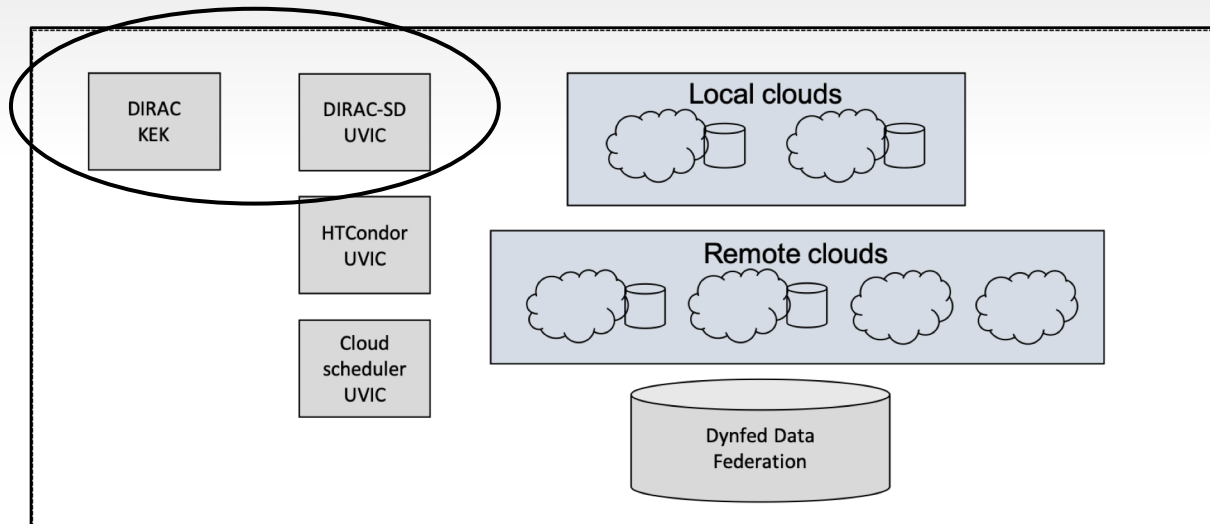 DIRAC
KEK
DIRAC-SD
UVIC
HTCondor
UVIC
Cloud
scheduler
UVIC
Local clouds
Remote clouds
Dynfed Data
Federation